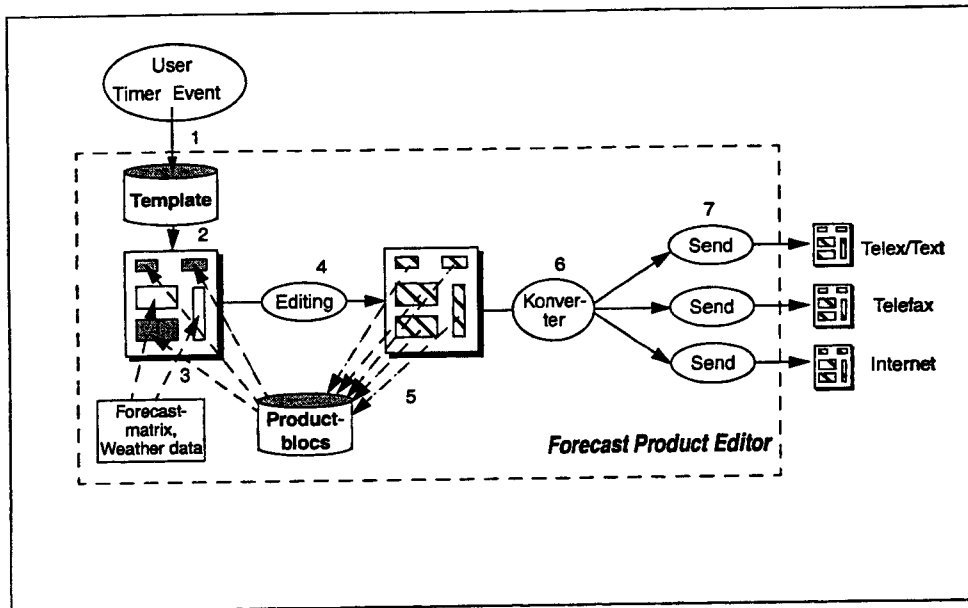 User
Timer Event
1
Template
2
3
Forecast-
matrix,
Weather data
4
Editing
Product-
blocs
5
6
Konver-
ter
7
Send
Send
Send
Telex/Text
Telefax
Internet
Forecast Product Editor